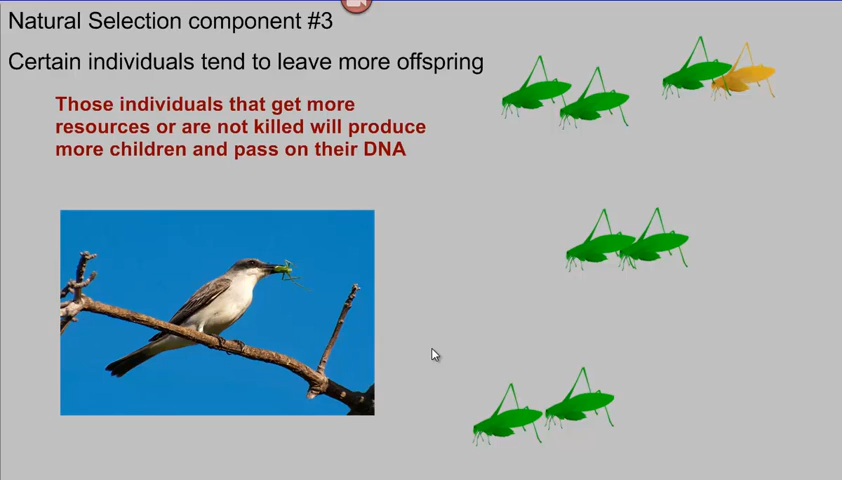 Natural Selection component #3
Certain individuals tend to leave more offspring
Those individuals that get more
resources or are not killed will produce
more children and pass on their DNA